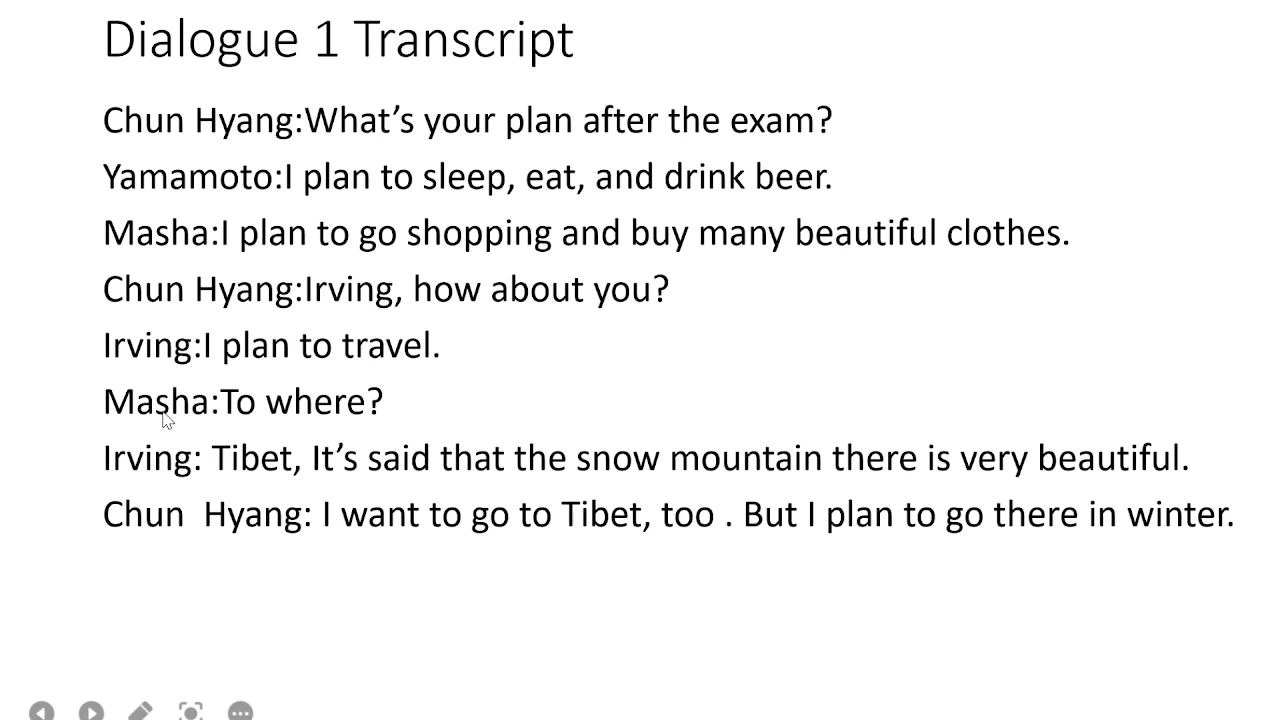 Dialogue 1 Transcript
Chun Hyang:What’s your plan after the exam?
Yamamoto:I plan to sleep, eat, and drink beer.
Masha:I plan to go shopping and buy many beautiful clothes.
Chun Hyang:Irving, how about you?
Irving:I plan to travel.
Masha:To where?
Irving: Tibet, It’s said that the snow mountain there is very beautiful.
Chun  Hyang: I want to go to Tibet, too . But I plan to go there in winter.